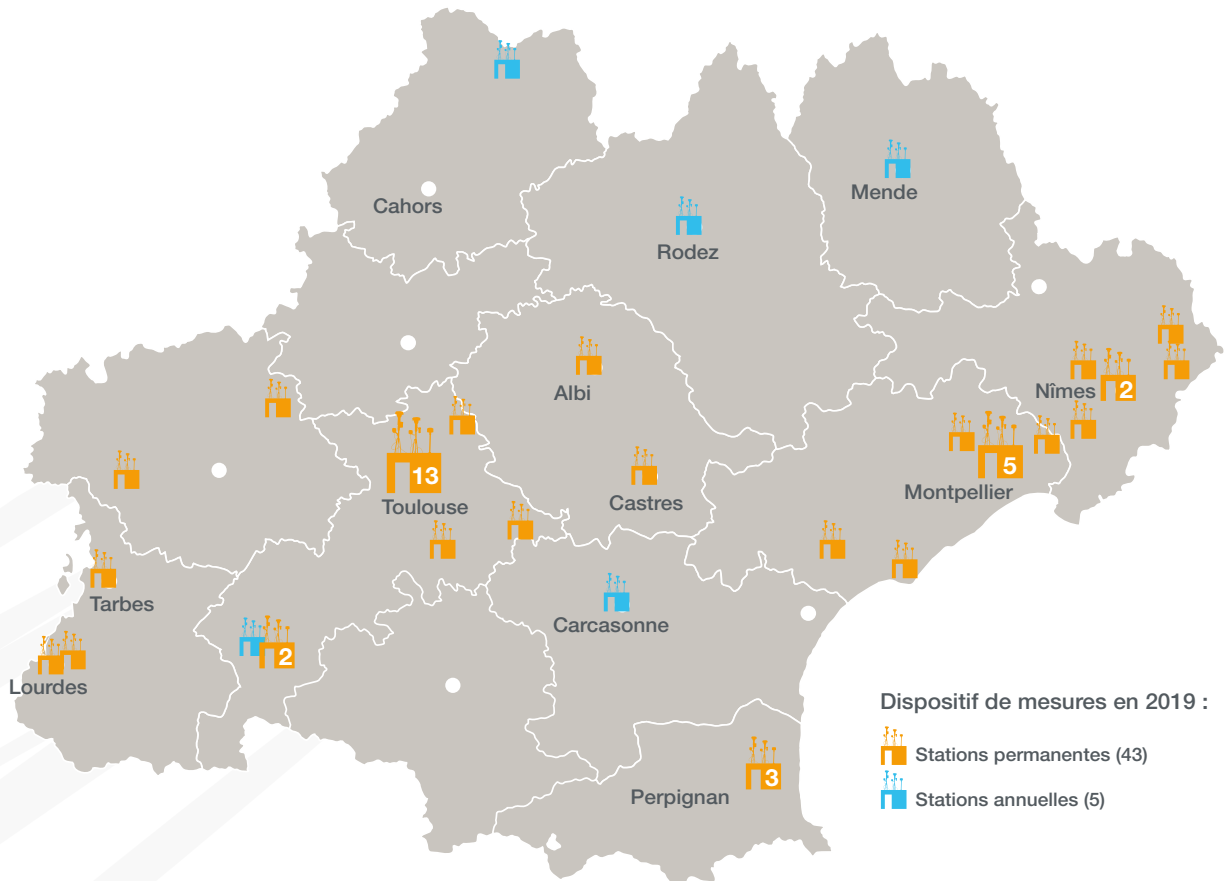 Cahors
Mende
Rodez
Albi
Nîmes
2
13
Toulouse
Castres
5
Montpellier
Tarbes
Carcasonne
2
Lourdes
Perpignan
3
Dispositif de mesures en 2019 :
Stations permanentes (43)
Stations annuelles (5)